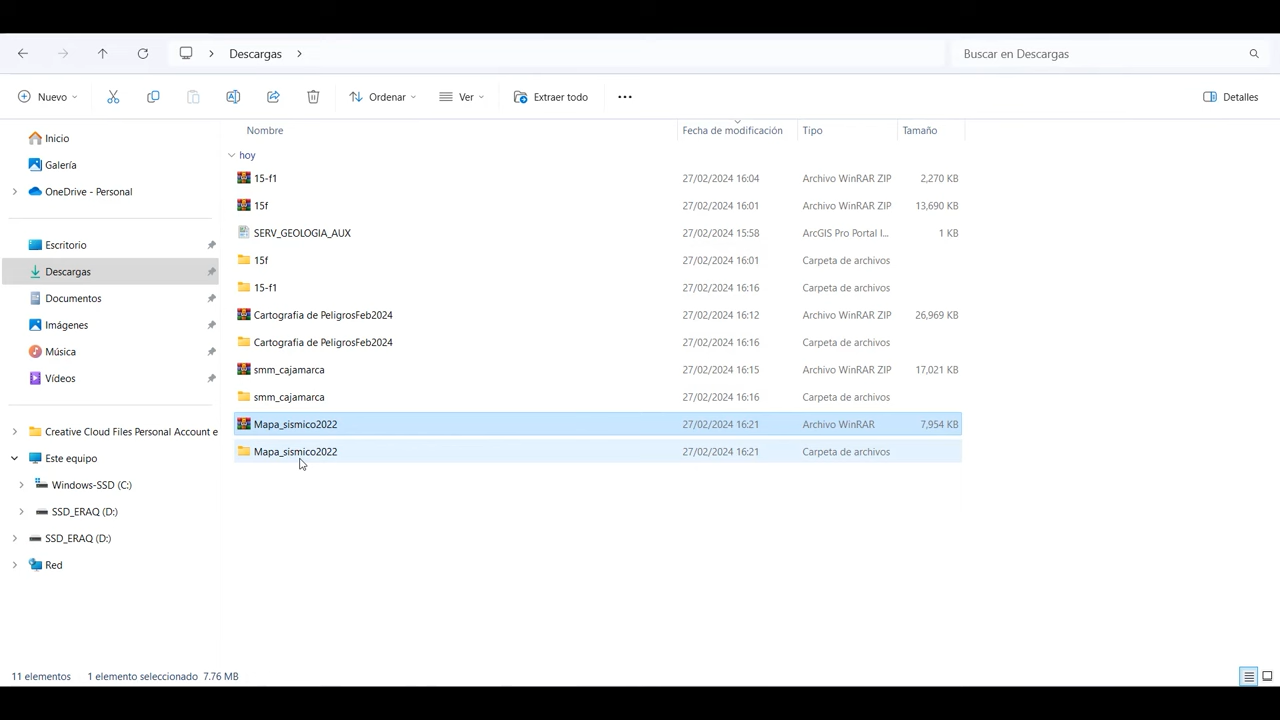 Descargas
Buscar en Descargas
Nuevo
Ordenar
Ver
Extraer todo
Detalles
Inicio
Galería
OneDrive - Personal
Escritorio
Descargas
Documentos
Imágenes
Música
Vídeos
Creative Cloud Files Personal Account e
Este equipo
Windows-SSD (C:)
SSD_ERAQ (D:)
SSD_ERAQ (D:)
Red
Nombre Fecha de modificación Tipo Tamaño
hoy
15-f1 27/02/2024 16:04 Archivo WinRAR ZIP 2,270 KB
15f 27/02/2024 16:01 Archivo WinRAR ZIP 13,690 KB
SERV_GEOLOGIA_AUX 27/02/2024 15:58 ArcGIS Pro Portal I... 1 KB
15f 27/02/2024 16:01 Carpeta de archivos
15-f1 27/02/2024 16:16 Carpeta de archivos
Cartografia de PeligrosFeb2024 27/02/2024 16:12 Archivo WinRAR ZIP 26,969 KB
Cartografia de PeligrosFeb2024 27/02/2024 16:16 Carpeta de archivos
smm_cajamarca 27/02/2024 16:15 Archivo WinRAR ZIP 17,021 KB
smm_cajamarca 27/02/2024 16:16 Carpeta de archivos
Mapa_sismico2022 27/02/2024 16:21 Archivo WinRAR 7,954 KB
Mapa_sismico2022 27/02/2024 16:21 Carpeta de archivos
11 elementos 1 elemento seleccionado 7.76 MB